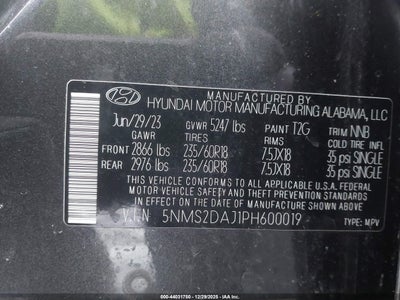 MANUFACTURED BY
HYUNDAI MOTOR MANUFACTURING ALABAMA, LLC
Jun/29/23 GVWR 5247 lbs PAINT T2G TRIM NNB
GAWR TIRES RIMS COLD TIRE INFL
FRONT 2866 lbs 235/60R18 7.5JX18 35 psi SINGLE
REAR 2976 lbs 235/60R18 7.5JX18 35 psi SINGLE
THIS VEHICLE CONFORMS TO ALL APPLICABLE FEDERAL
MOTOR VEHICLE SAFETY AND THEFT PREVENTION STANDARDS
IN EFFECT ON THE DATE OF MANUFACTURE SHOWN ABOVE.
V.I.N 5NMS2DAJ1PH600019 TYPE: MPV
000-44031760 - 12/29/2025 - IAA Inc.